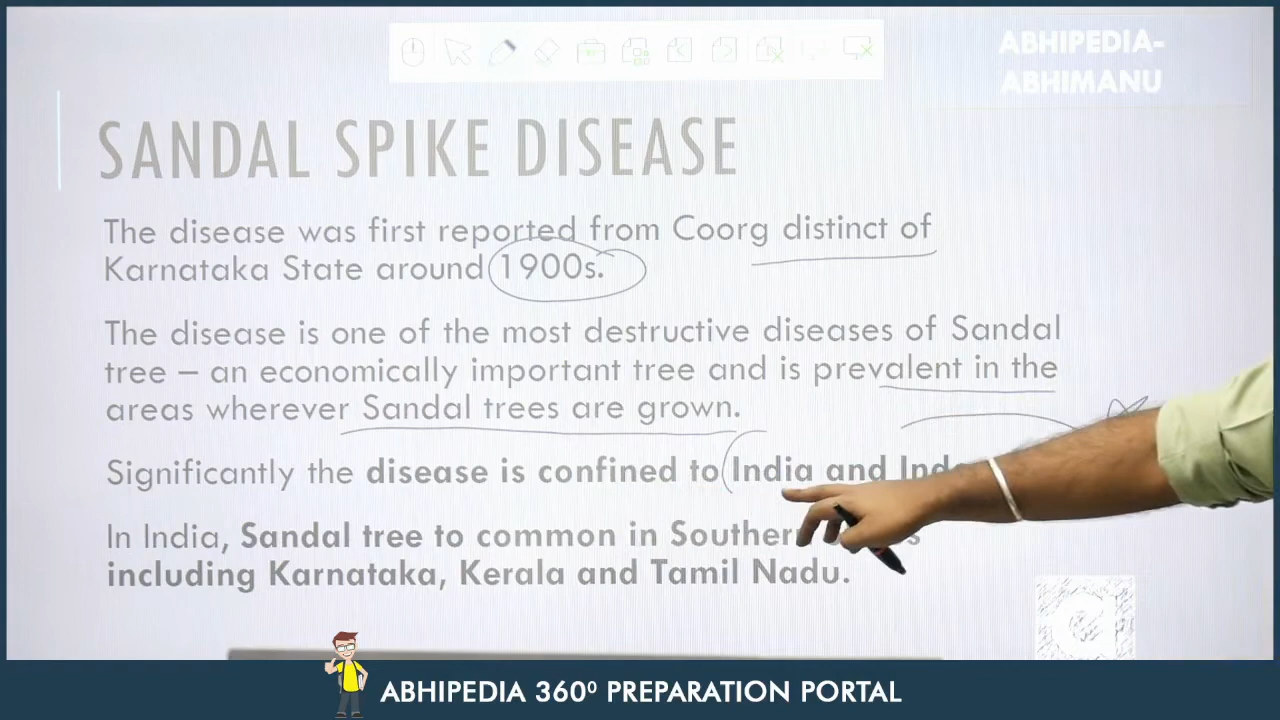 ABHIPEDIA-
ABHIMANU
SANDAL SPIKE DISEASE
The disease was first reported from Coorg distinct of
Karnataka State around 1900s.
The disease is one of the most destructive diseases of Sandal
tree – an economically important tree and is prevalent in the
areas wherever Sandal trees are grown.
Significantly the disease is confined to India and
In India, Sandal tree to common in Southern
including Karnataka, Kerala and Tamil Nadu.
ABHIPEDIA 360⁰ PREPARATION PORTAL